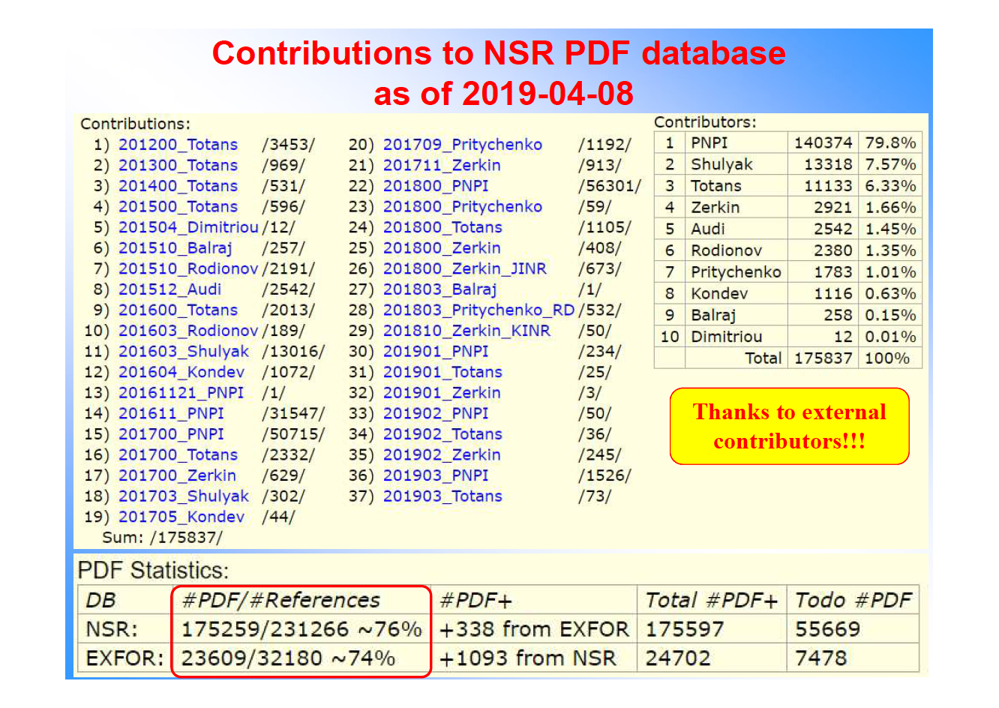 Contributions to NSR PDF database
as of 2019-04-08
Contributions:
1) 201200_Totans /3453/
2) 201300_Totans /969/
3) 201400_Totans /531/
4) 201500_Totans /596/
5) 201504_Dimitriou /12/
6) 201510_Balraj /257/
7) 201510_Rodionov /2191/
8) 201512_Audi /2542/
9) 201600_Totans /2013/
10) 201603_Rodionov /189/
11) 201603_Shulyak /13016/
12) 201604_Kondev /1072/
13) 20161121_PNPI /1/
14) 201611_PNPI /31547/
15) 201700_PNPI /50715/
16) 201700_Totans /2332/
17) 201700_Zerkin /629/
18) 201703_Shulyak /302/
19) 201705_Kondev /44/
Sum: /175837/
20) 201709_Pritychenko /1192/
21) 201711_Zerkin /913/
22) 201800_PNPI /56301/
23) 201800_Pritychenko /59/
24) 201800_Totans /1105/
25) 201800_Zerkin /408/
26) 201800_Zerkin_JINR /673/
27) 201803_Balraj /1/
28) 201803_Pritychenko_RD /532/
29) 201810_Zerkin_KINR /50/
30) 201901_PNPI /234/
31) 201901_Totans /25/
32) 201901_Zerkin /3/
33) 201902_PNPI /50/
34) 201902_Totans /36/
35) 201902_Zerkin /245/
36) 201903_PNPI /1526/
37) 201903_Totans /73/
Contributors:
1 PNPI 140374 79.8%
2 Shulyak 13318 7.57%
3 Totans 11133 6.33%
4 Zerkin 2921 1.66%
5 Audi 2542 1.45%
6 Rodionov 2380 1.35%
7 Pritychenko 1783 1.01%
8 Kondev 1116 0.63%
9 Balraj 258 0.15%
10 Dimitriou 12 0.01%
Total 175837 100%
Thanks to external
contributors!!!
PDF Statistics:
DB #PDF/#References #PDF+ Total #PDF+ Todo #PDF
NSR: 175259/231266 ~76% +338 from EXFOR 175597 55669
EXFOR: 23609/32180 ~74% +1093 from NSR 24702 7478